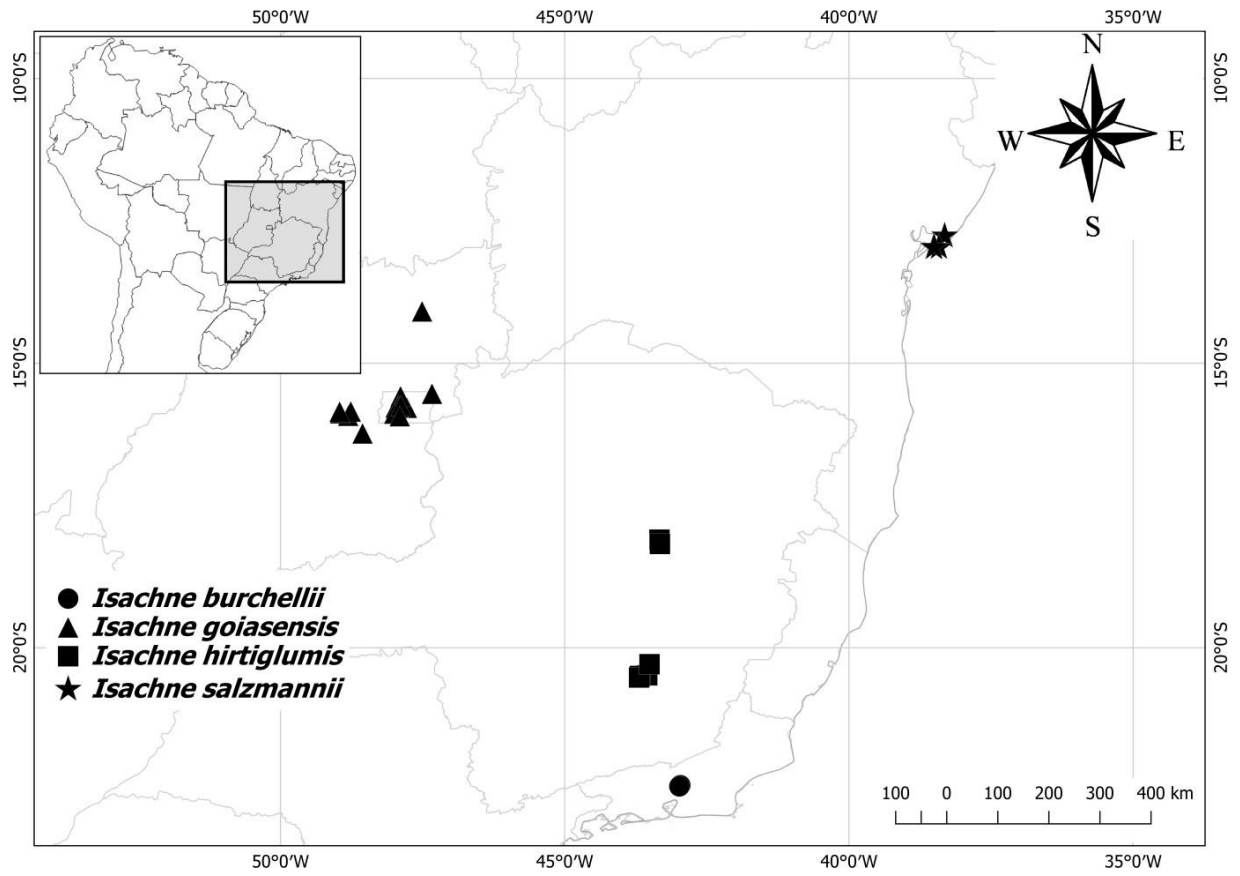 50°0'W 45°0'W 40°0'W 35°0'W
10°0'S
10°0'S
N
W E
S
15°0'S
15°0'S
Isachne burchellii
Isachne goiasensis
Isachne hirtiglumis
Isachne salzmannii
20°0'S
20°0'S
100 0 100 200 300 400 km
50°0'W 45°0'W 40°0'W 35°0'W